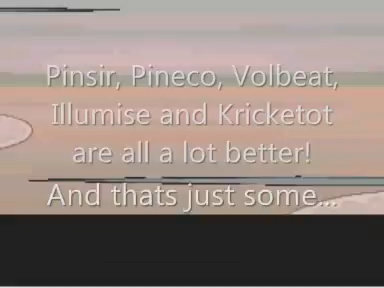 Pinsir, Pineco, Volbeat,
Illumise and Kricketot
are all a lot better!
And thats just some...